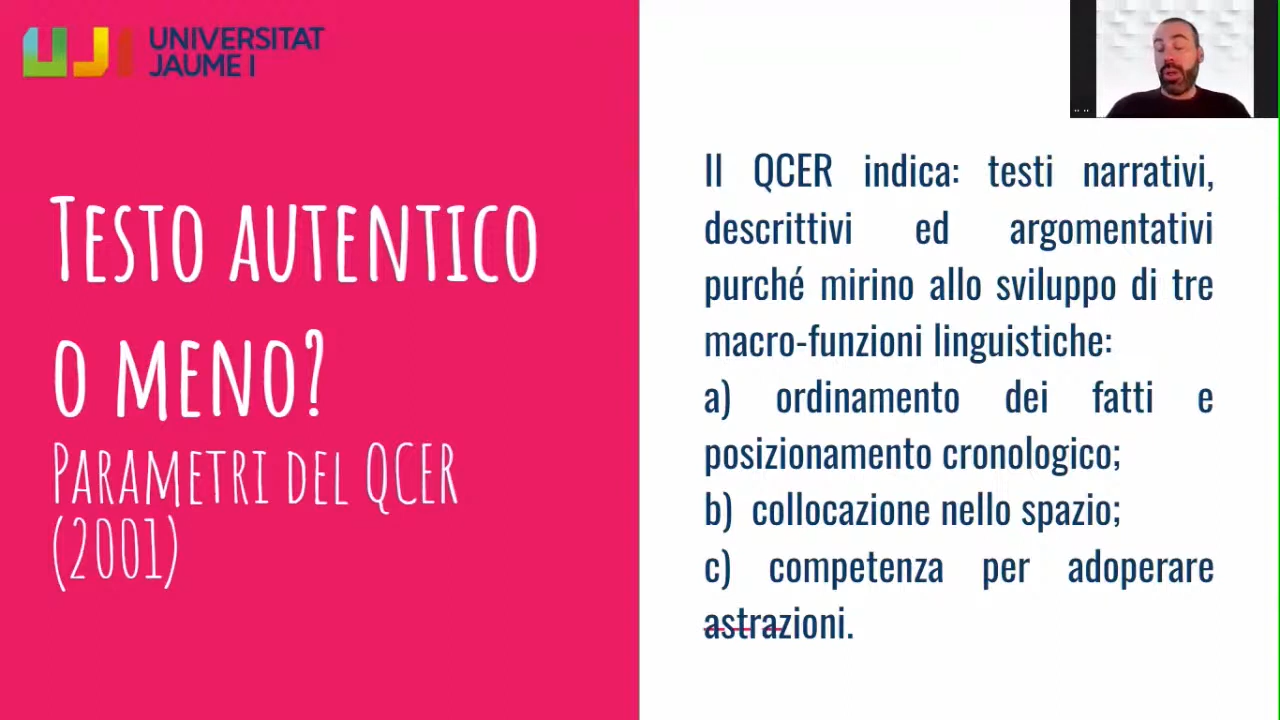 UNIVERSITAT
JAUME I
Testo autentico
o meno?
Parametri del QCER
(2001)
Il QCER indica: testi narrativi,
descrittivi ed argomentativi
purché mirino allo sviluppo di tre
macro-funzioni linguistiche:
a) ordinamento dei fatti e
posizionamento cronologico;
b) collocazione nello spazio;
c) competenza per adoperare
astrazioni.